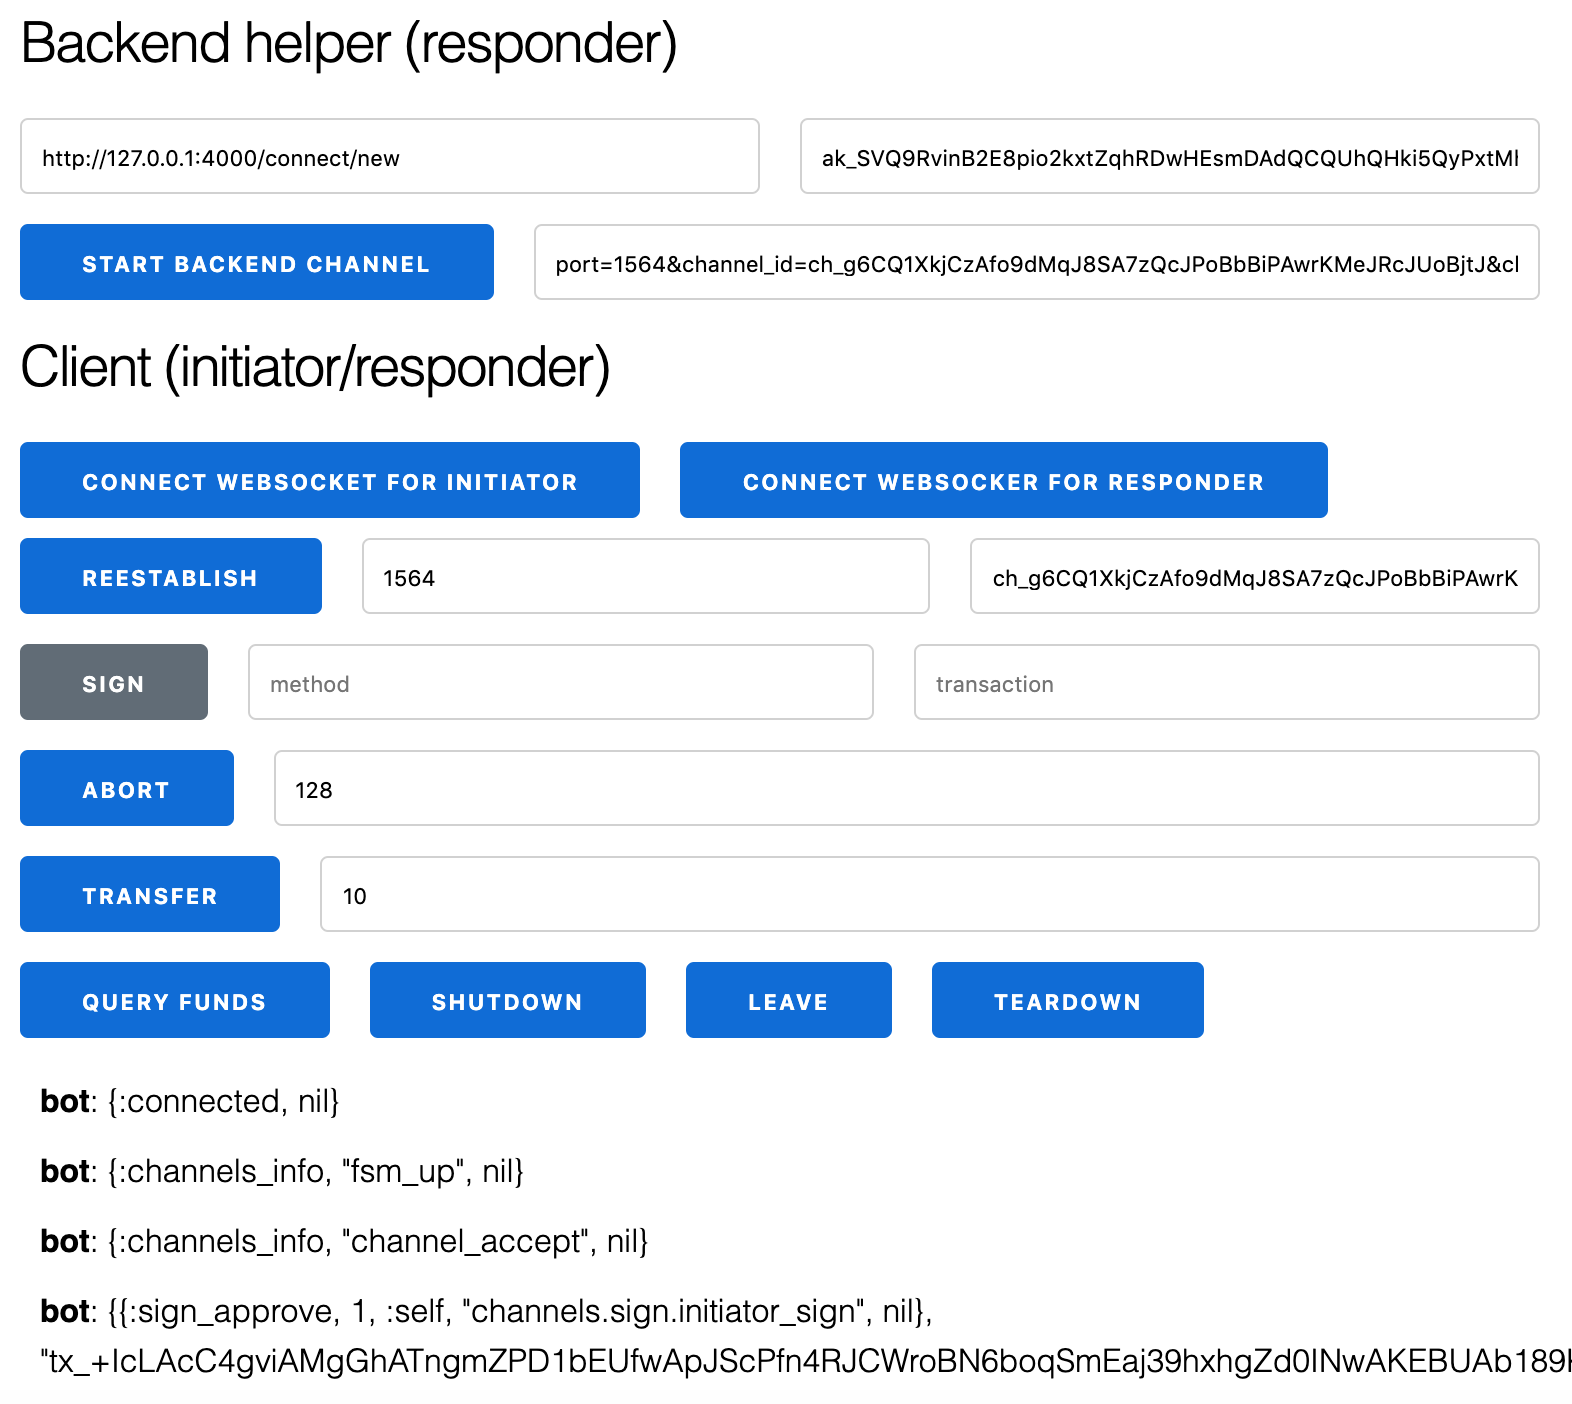 Backend helper (responder)
http://127.0.0.1:4000/connect/new
ak_SVQ9RvinB2E8pio2kxtZqhRDwHEsmDAdQCQUhQHki5QyPxtMl
START BACKEND CHANNEL
port=1564&channel_id=ch_g6CQ1XkjCzAfo9dMqJ8SA7zQcJPoBbBiPAwrKMeJRcJUoBjtJ&cl
Client (initiator/responder)
CONNECT WEBSOCKET FOR INITIATOR
CONNECT WEBSOCKER FOR RESPONDER
REESTABLISH
1564
ch_g6CQ1XkjCzAfo9dMqJ8SA7zQcJPoBbBiPAwrK
SIGN
method
transaction
ABORT
128
TRANSFER
10
QUERY FUNDS
SHUTDOWN
LEAVE
TEARDOWN
bot: {:connected, nil}
bot: {:channels_info, "fsm_up", nil}
bot: {:channels_info, "channel_accept", nil}
bot: {{:sign_approve, 1, :self, "channels.sign.initiator_sign", nil},
"tx_+IcLAcC4gviAMgGhATngmZPD1bEUfwApJScPfn4RJCWroBN6boqSmEaj39hxhgZd0INwAKEBUAb189